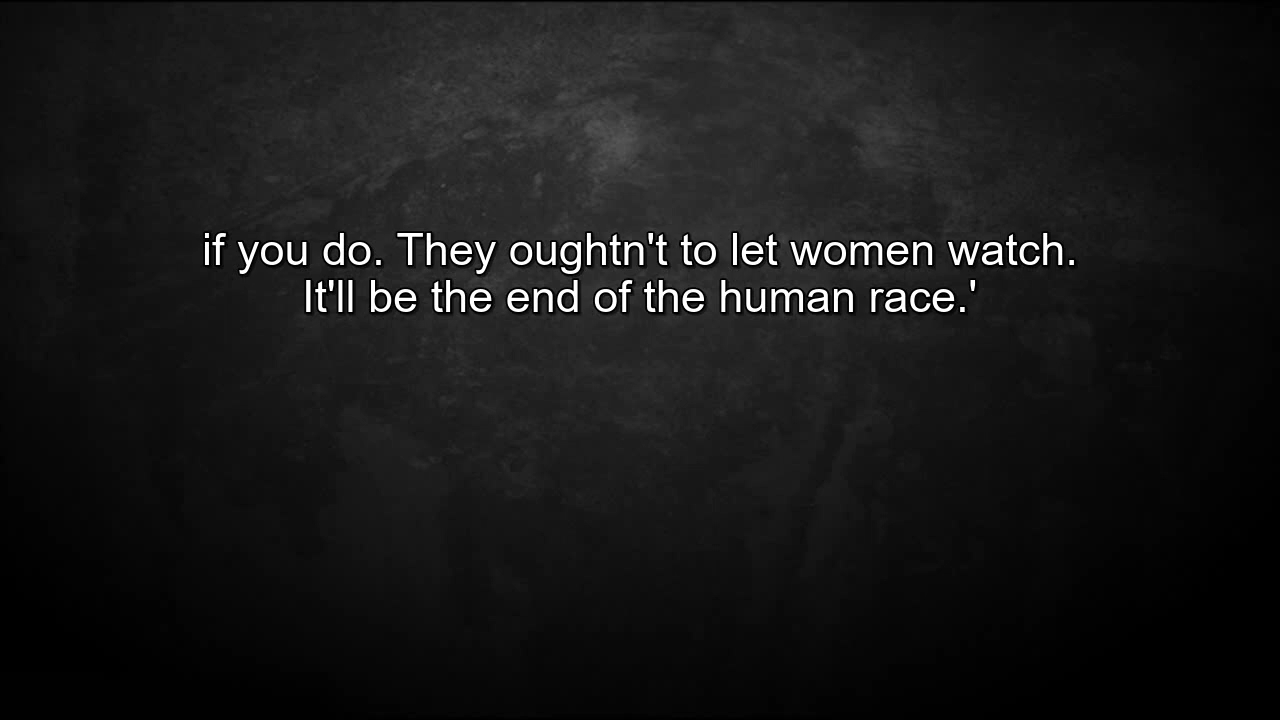 if you do. They oughtn't to let women watch.
It'll be the end of the human race.'